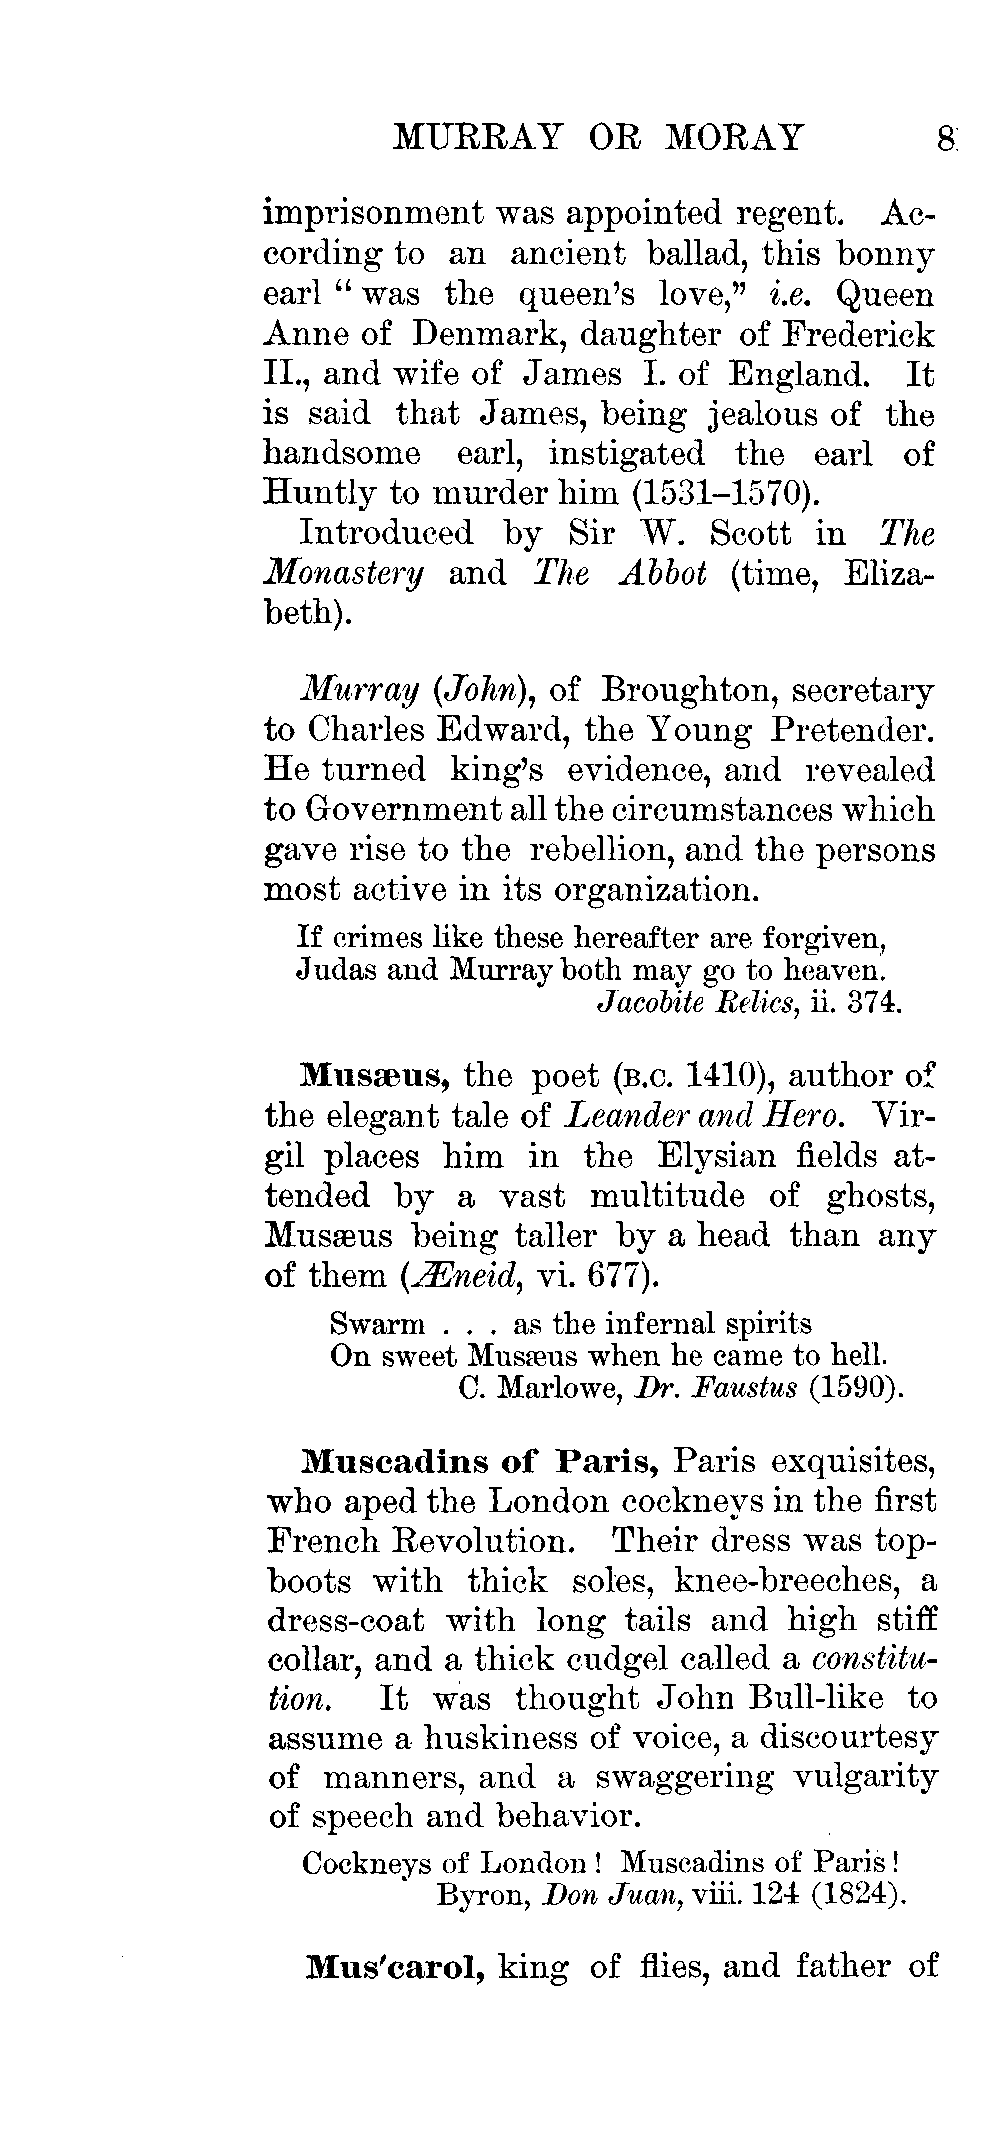 MURRAY OR MORAY 8
imprisonment was appointed regent. Ac-
cording to an ancient ballad, this bonny
earl “ was the queen's love,” i.e. Queen
Anne of Denmark, daughter of Frederick
II., and wife of James I. of England. It
is said that James, being jealous of the
handsome earl, instigated the earl of
Huntly to murder him (1531–1570).
Introduced by Sir W. Scott in The
Monastery and The Abbot (time, Eliza-
beth).
Murray (John), of Broughton, secretary
to Charles Edward, the Young Pretender.
He turned king's evidence, and revealed
to Government all the circumstances which
gave rise to the rebellion, and the persons
most active in its organization.
If crimes like these hereafter are forgiven,
Judas and Murray both may go to heaven.
Jacobite Relics, ii. 374.
Musæus, the poet (B.C. 1410), author of
the elegant tale of Leander and Hero. Vir-
gil places him in the Elysian fields at-
tended by a vast multitude of ghosts,
Musæus being taller by a head than any
of them (Æneid, vi. 677).
Swarm . . . as the infernal spirits
On sweet Musæus when he came to hell.
C. Marlowe, Dr. Faustus (1590).
Muscadins of Paris, Paris exquisites,
who aped the London cockneys in the first
French Revolution. Their dress was top-
boots with thick soles, knee-breeches, a
dress-coat with long tails and high stiff
collar, and a thick cudgel called a constitu-
tion. It was thought John Bull-like to
assume a huskiness of voice, a discourtesy
of manners, and a swaggering vulgarity
of speech and behavior.
Cockneys of London ! Muscadins of Paris !
Byron, Don Juan, viii. 124 (1824).
Mus'carol, king of flies, and father of